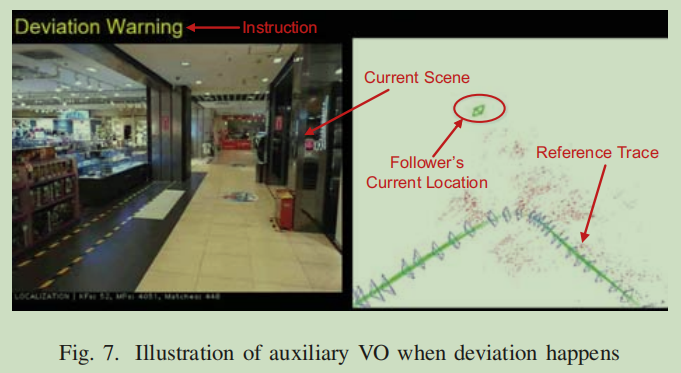 Deviation Warning
Instruction
Current Scene
Follower's
Current Location
Reference Trace
LOCALIZATION | KFs: 52, MPs: 4051, Matches: 448
Fig. 7. Illustration of auxiliary VO when deviation happens